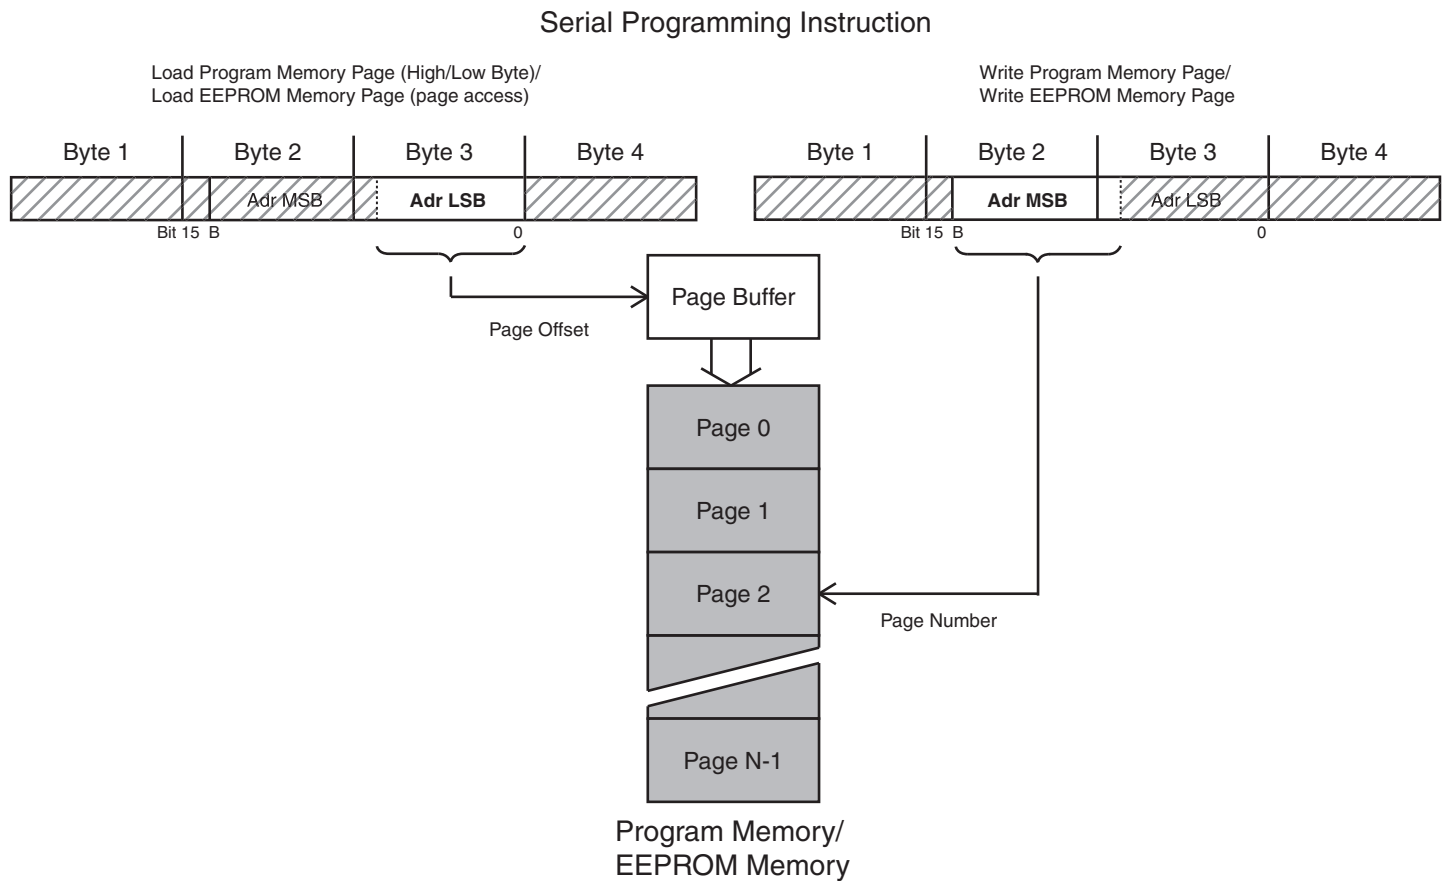 Serial Programming Instruction
Load Program Memory Page (High/Low Byte)/
Load EEPROM Memory Page (page access)
Write Program Memory Page/
Write EEPROM Memory Page
Byte 1 Byte 2 Byte 3 Byte 4
Adr MSB Adr LSB
Bit 15 B 0
Byte 1 Byte 2 Byte 3 Byte 4
Adr MSB Adr LSB
Bit 15 B 0
Page Buffer
Page Offset
Page 0
Page 1
Page 2
Page Number
Page N-1
Program Memory/
EEPROM Memory